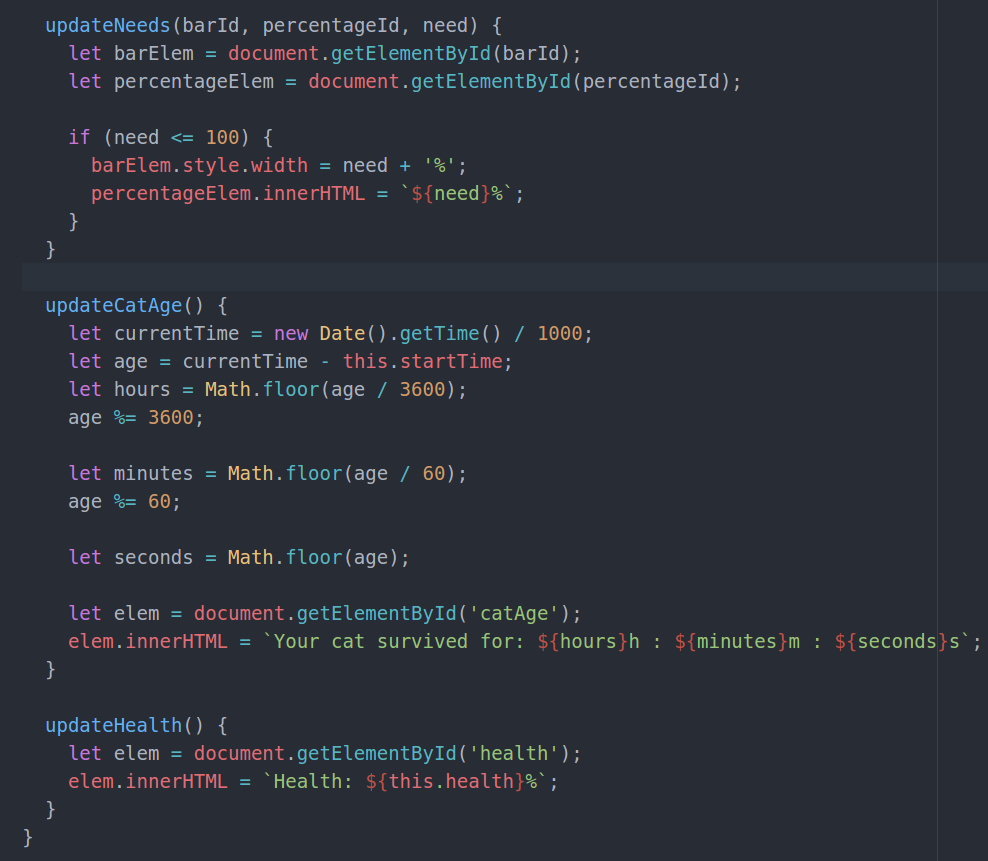 updateNeeds(barId, percentageId, need) {
  let barElem = document.getElementById(barId);
  let percentageElem = document.getElementById(percentageId);

  if (need <= 100) {
    barElem.style.width = need + '%';
    percentageElem.innerHTML = `${need}%`;
  }
}

updateCatAge() {
  let currentTime = new Date().getTime() / 1000;
  let age = currentTime - this.startTime;
  let hours = Math.floor(age / 3600);
  age %= 3600;

  let minutes = Math.floor(age / 60);
  age %= 60;

  let seconds = Math.floor(age);

  let elem = document.getElementById('catAge');
  elem.innerHTML = `Your cat survived for: ${hours}h : ${minutes}m : ${seconds}s`;
}

updateHealth() {
  let elem = document.getElementById('health');
  elem.innerHTML = `Health: ${this.health}%`;
}
}